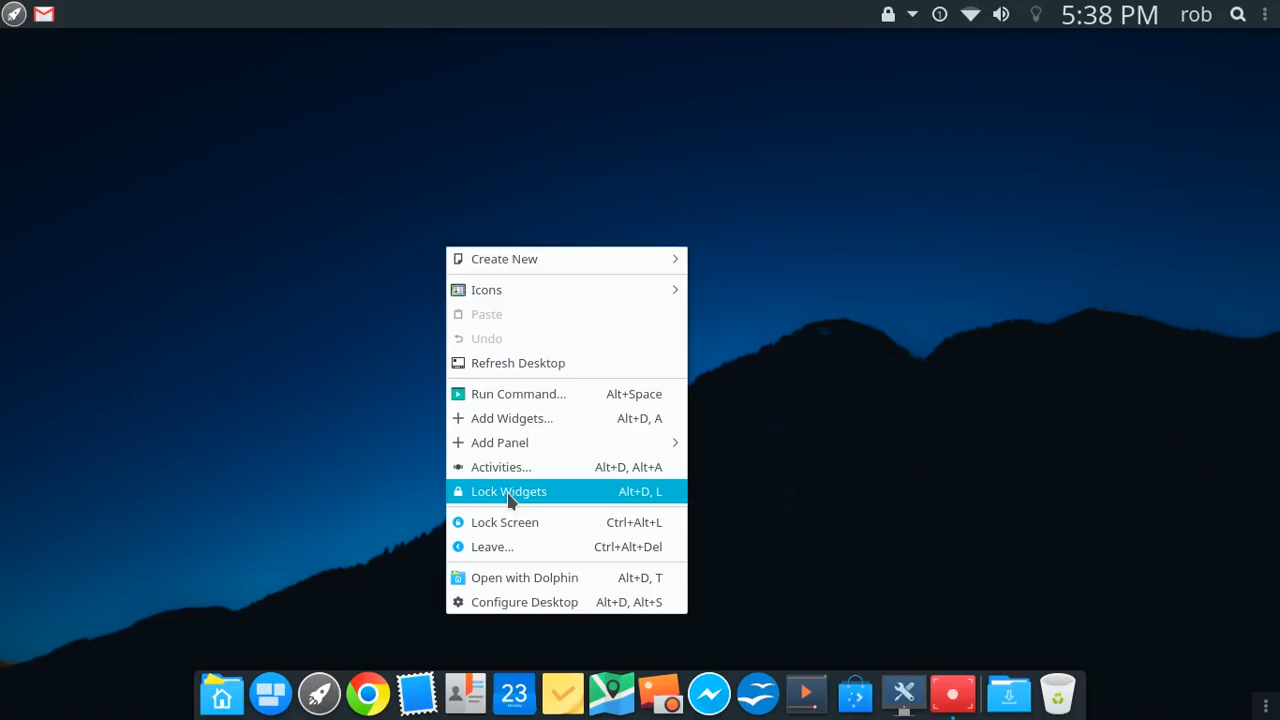 5:38 PM rob
Create New
Icons
Paste
Undo
Refresh Desktop
Run Command... Alt+Space
Add Widgets... Alt+D, A
Add Panel
Activities... Alt+D, Alt+A
Lock Widgets Alt+D, L
Lock Screen Ctrl+Alt+L
Leave... Ctrl+Alt+Del
Open with Dolphin Alt+D, T
Configure Desktop Alt+D, Alt+S
23
Monday